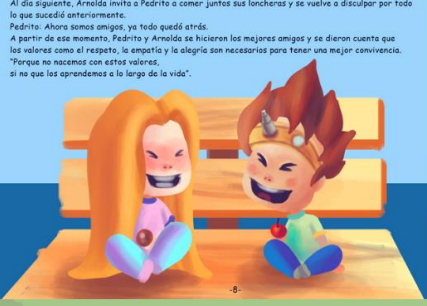 Al día siguiente, Arnolda invita a Pedrito a comer juntos sus loncheras y se vuelve a disculpar por todo
lo que sucedió anteriormente.
Pedrito: Ahora somos amigos, ya todo quedó atrás.
A partir de ese momento, Pedrito y Arnolda se hicieron los mejores amigos y se dieron cuenta que
los valores como el respeto, la empatía y la alegría son necesarios para tener una mejor convivencia.
"Porque no nacemos con estos valores,
si no que los aprendemos a lo largo de la vida".
-8-